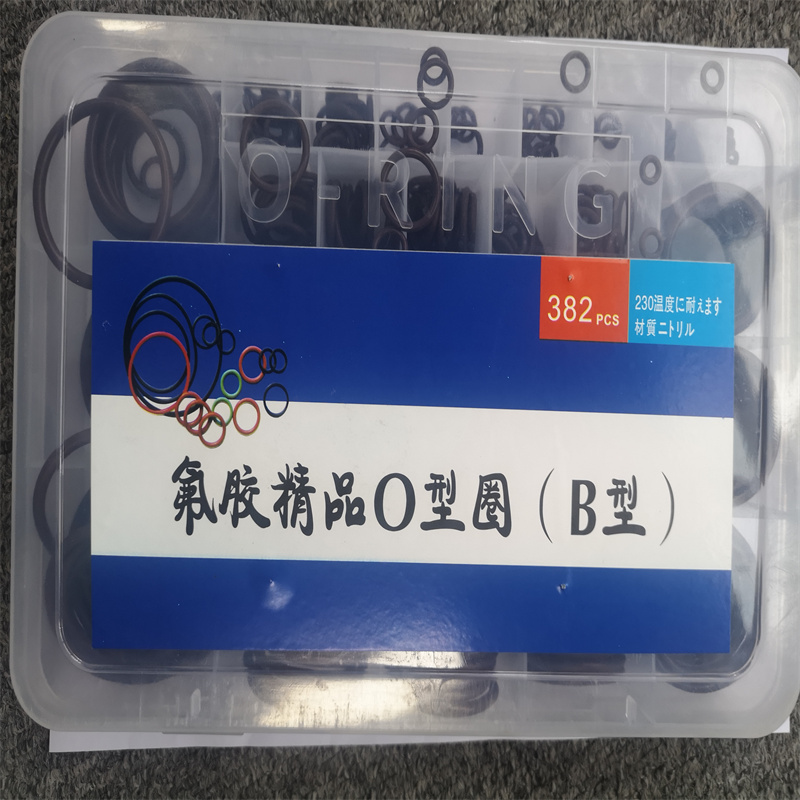 O-RING
382 PCS
230温度に耐えます
材質ニトリル
氟胶精品O型圈(B型)